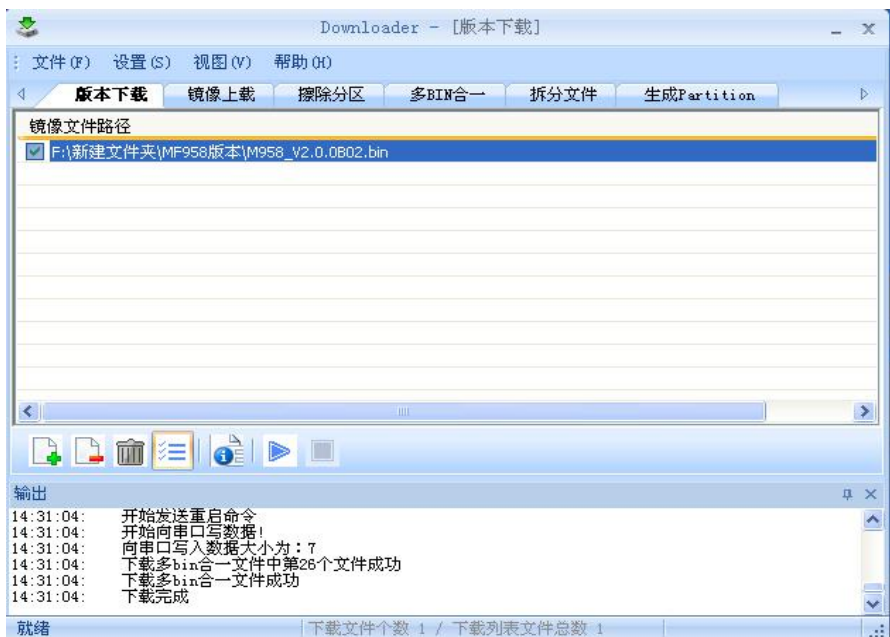 Downloader - [版本下载]
文件(F) 设置(S) 视图(V) 帮助(H)
版本下载 镜像上载 擦除分区 多BIN合一 拆分文件 生成Partition
镜像文件路径
F:\新建文件夹\MF958版本\M958_V2.0.0B02.bin
输出
14:31:04: 开始发送重启命令
14:31:04: 开始向串口写数据!
14:31:04: 向串口写入数据大小为：7
14:31:04: 下载多bin合一文件中第26个文件成功
14:31:04: 下载多bin合一文件成功
14:31:04: 下载完成
就绪 下载文件个数 1 / 下载列表文件总数 1